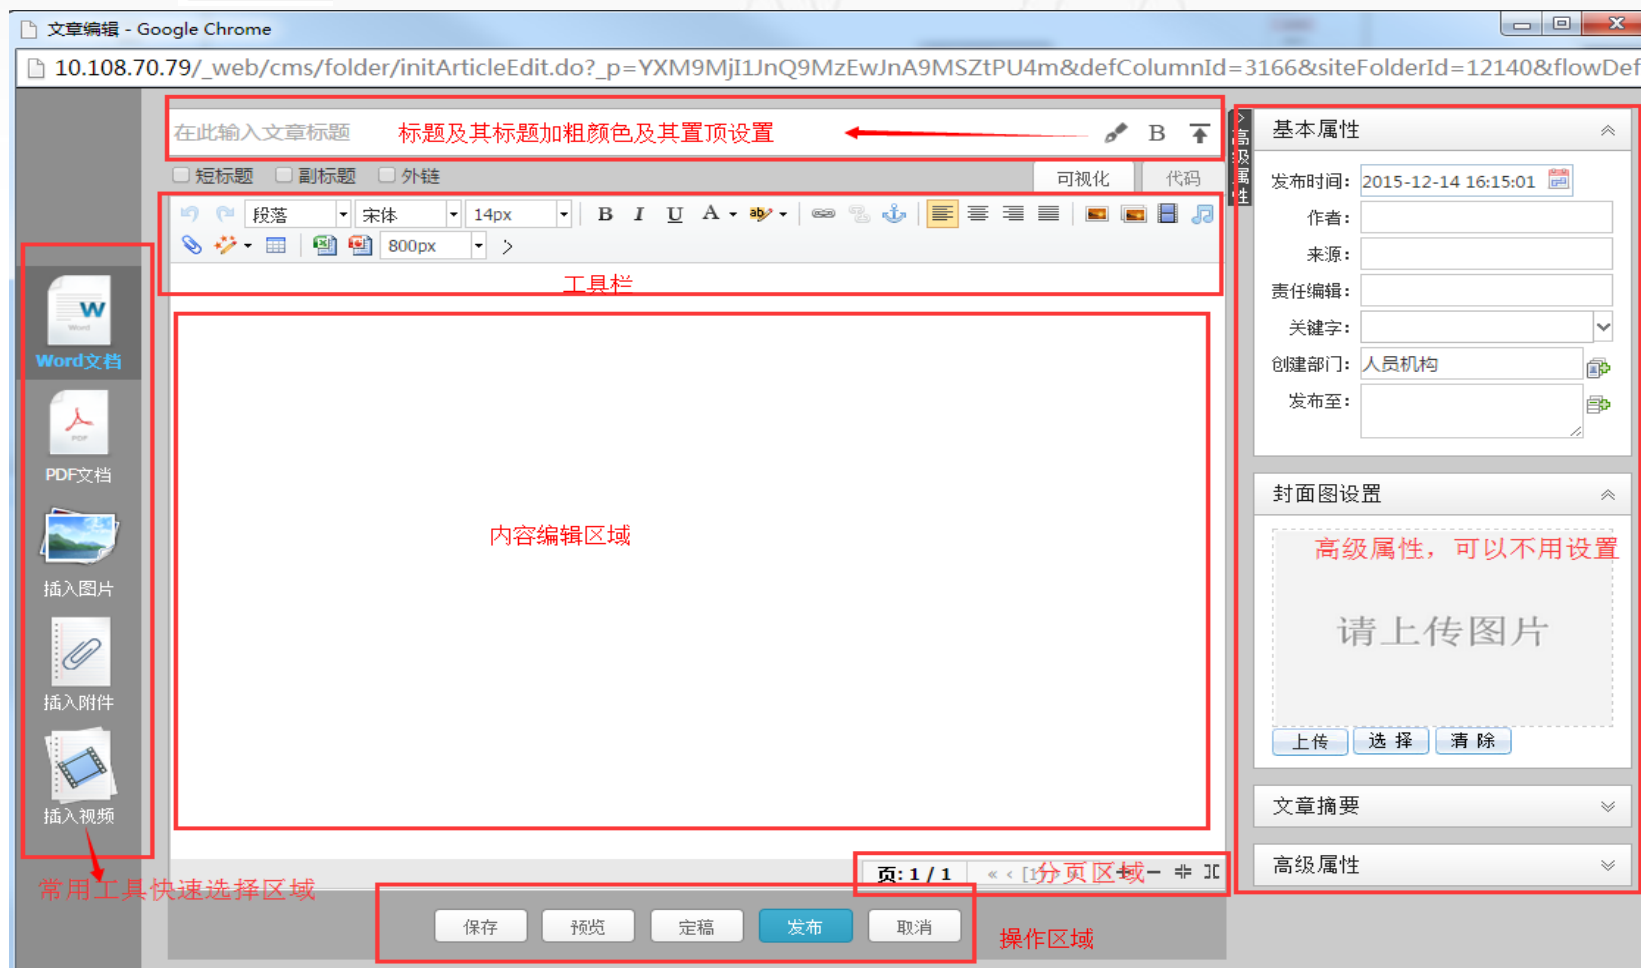 文章编辑 - Google Chrome
10.108.70.79/_web/cms/folder/initArticleEdit.do?_p=YXM9MjI1JnQ9MzEwJnA9MSZtPU4m&defColumnId=3166&siteFolderId=12140&flowDef
在此输入文章标题 标题及其标题加粗颜色及其置顶设置 B
短标题 副标题 外链 可视化 代码
段落 宋体 14px B I U A ab
800px
工具栏
W
Word
Word文档
PDF
PDF文档
插入图片
插入附件
插入视频
常用工具快速选择区域
内容编辑区域
页: 1 / 1 « ‹ [1]
分页区域
保存 预览 定稿 发布 取消
操作区域
高级属性
基本属性
发布时间: 2015-12-14 16:15:01
作者:
来源:
责任编辑:
关键字:
创建部门: 人员机构
发布至:
封面图设置
高级属性，可以不用设置
请上传图片
上传 选择 清除
文章摘要
高级属性